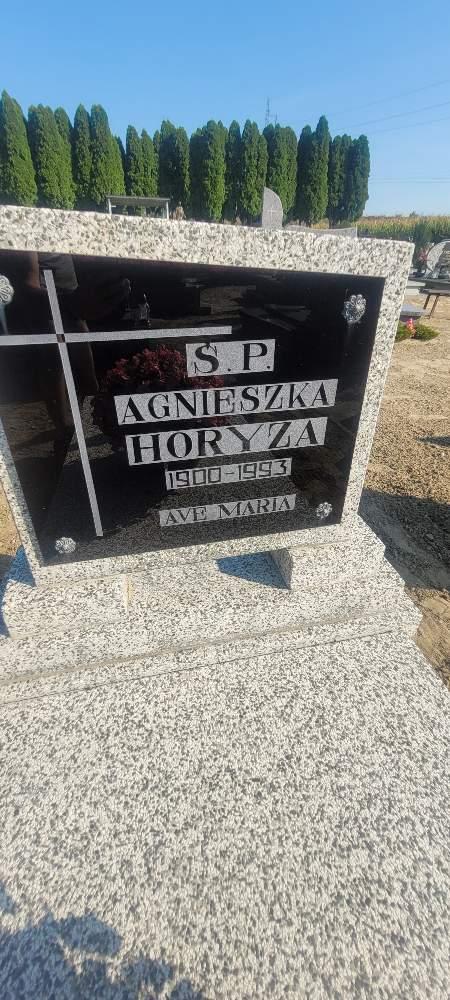 Ś.P.
AGNIESZKA
HORYZA
1900-1993
AVE MARIA